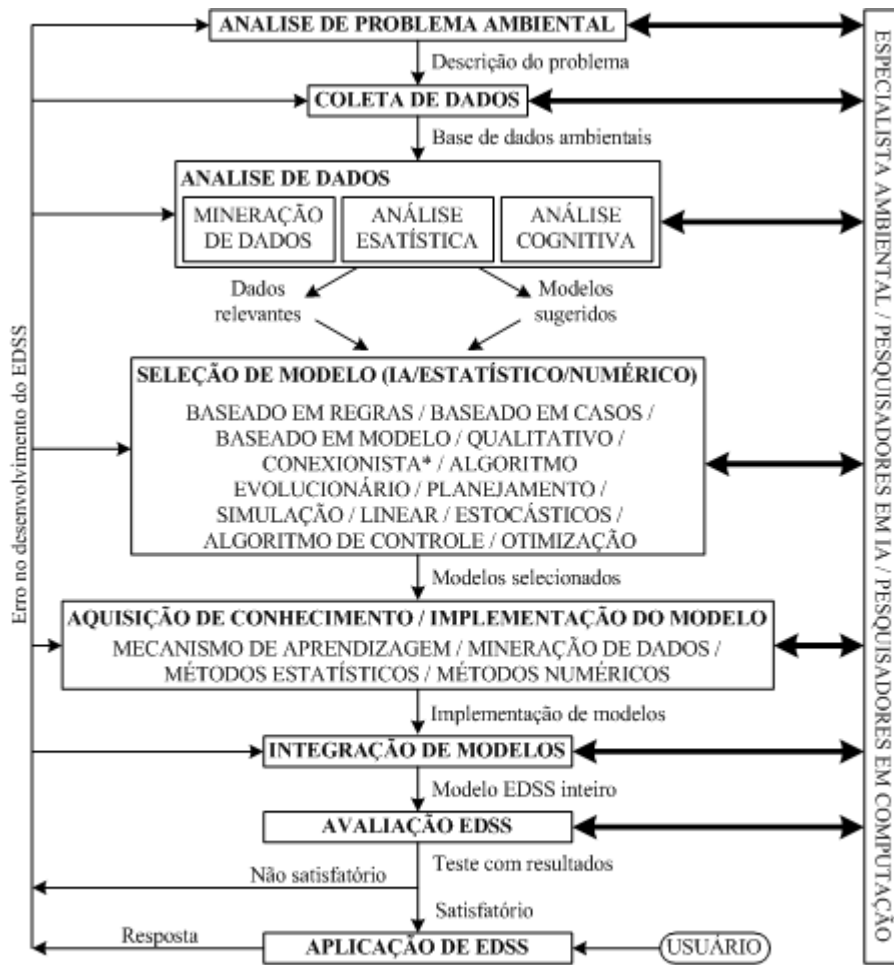 ANALISE DE PROBLEMA AMBIENTAL
Descrição do problema
COLETA DE DADOS
Base de dados ambientais
ANALISE DE DADOS
MINERAÇÃO
DE DADOS
ANÁLISE
ESATÍSTICA
ANÁLISE
COGNITIVA
Dados
relevantes
Modelos
sugeridos
SELEÇÃO DE MODELO (IA/ESTATÍSTICO/NUMÉRICO)
BASEADO EM REGRAS / BASEADO EM CASOS /
BASEADO EM MODELO / QUALITATIVO /
CONEXIONISTA* / ALGORITMO
EVOLUCIONÁRIO / PLANEJAMENTO /
SIMULAÇÃO / LINEAR / ESTOCÁSTICOS /
ALGORITMO DE CONTROLE / OTIMIZAÇÃO
Modelos selecionados
AQUISIÇÃO DE CONHECIMENTO / IMPLEMENTAÇÃO DO MODELO
MECANISMO DE APRENDIZAGEM / MINERAÇÃO DE DADOS /
MÉTODOS ESTATÍSTICOS / MÉTODOS NUMÉRICOS
Implementação de modelos
INTEGRAÇÃO DE MODELOS
Modelo EDSS inteiro
AVALIAÇÃO EDSS
Teste com resultados
Não satisfatório
Satisfatório
Resposta
APLICAÇÃO DE EDSS
USUÁRIO
Erro no desenvolvimento do EDSS
ESPECIALISTA AMBIENTAL / PESQUISADORES EM IA / PESQUISADORES EM COMPUTAÇÃO